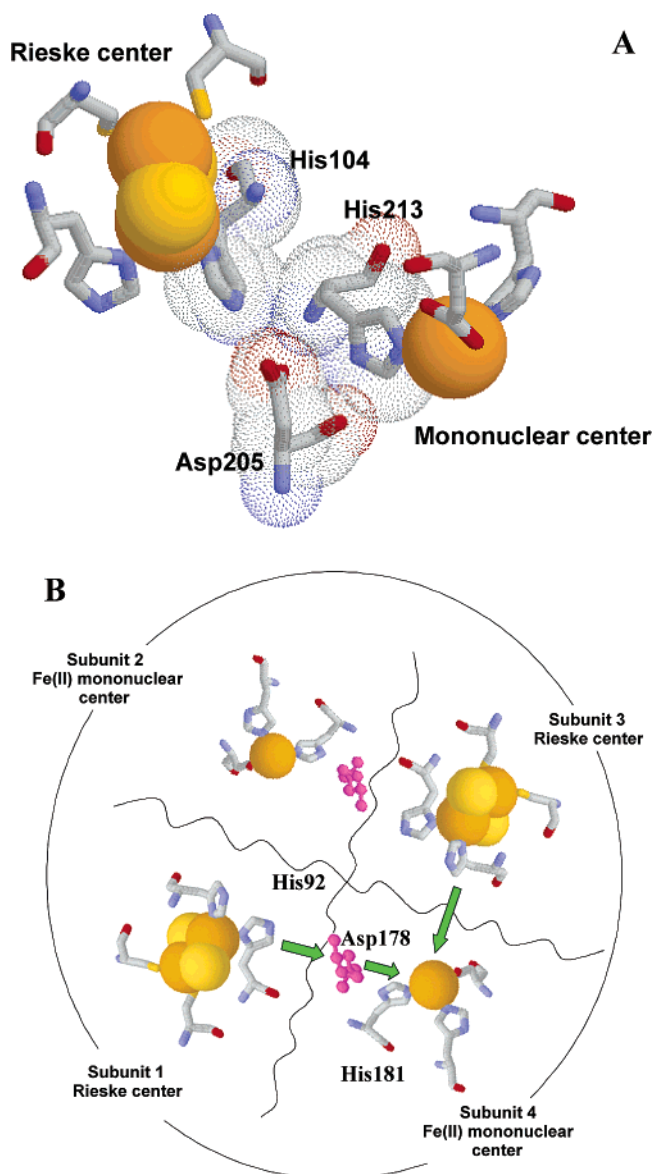 A
Rieske center
His104
His213
Mononuclear center
Asp205
B
Subunit 2
Fe(II) mononuclear
center
Subunit 3
Rieske center
His92
Asp178
His181
Subunit 1
Rieske center
Subunit 4
Fe(II) mononuclear
center